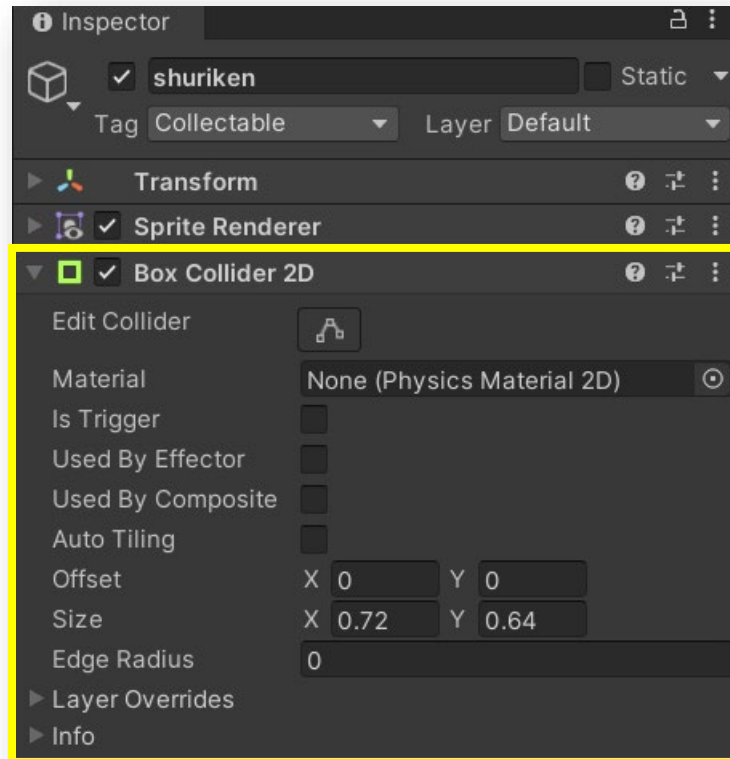 Inspector
shuriken Static
Tag Collectable Layer Default
Transform
Sprite Renderer
Box Collider 2D
Edit Collider
Material None (Physics Material 2D)
Is Trigger
Used By Effector
Used By Composite
Auto Tiling
Offset X 0 Y 0
Size X 0.72 Y 0.64
Edge Radius 0
Layer Overrides
Info